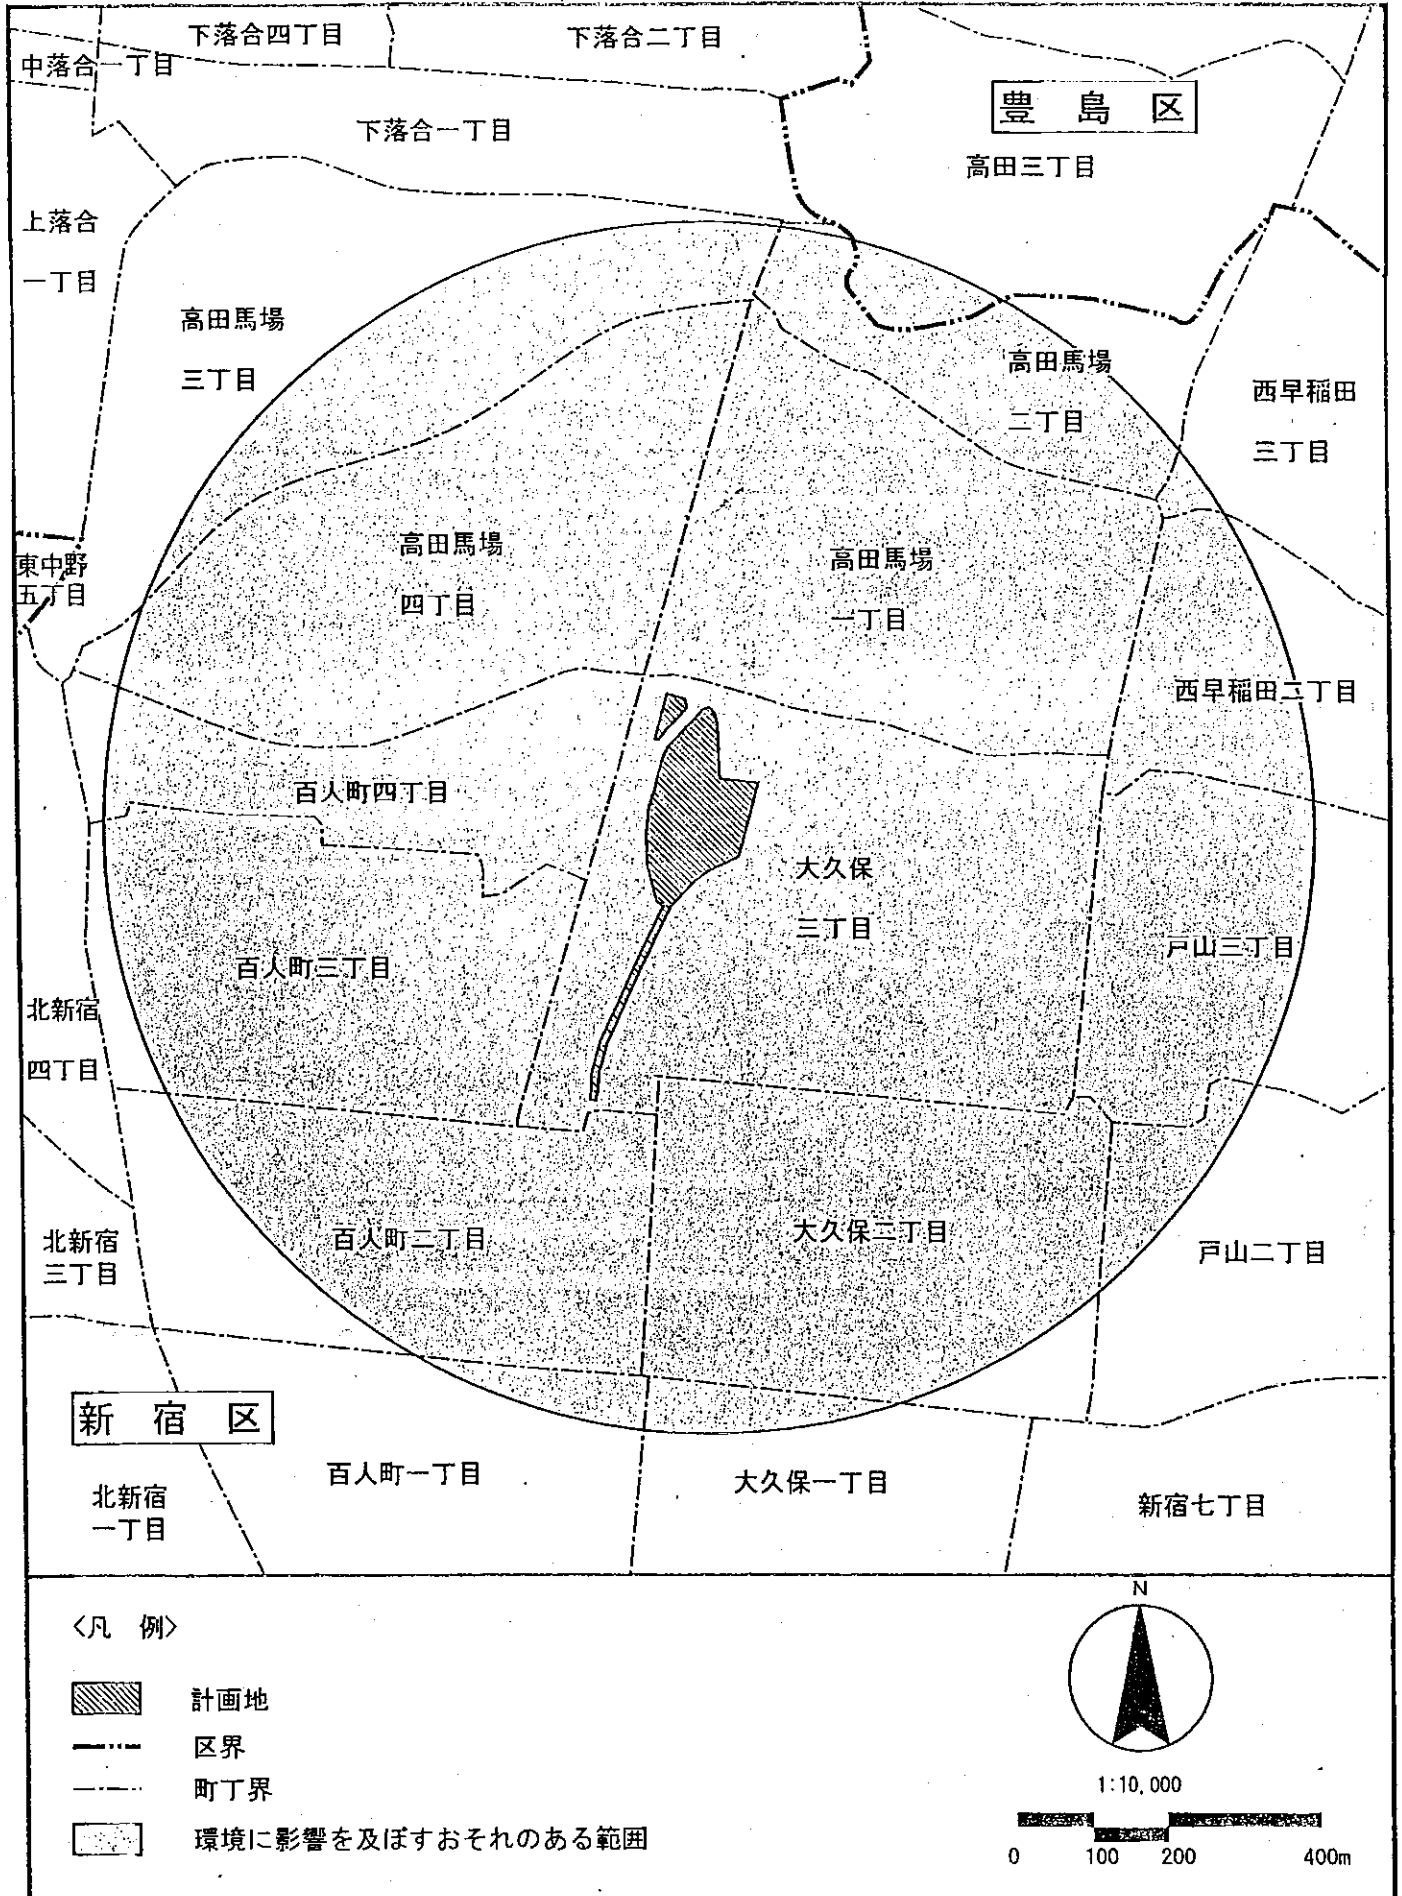 下落合四丁目
下落合二丁目
中落合一丁目
豊 島 区
下落合一丁目
高田三丁目
上落合
一丁目
高田馬場
三丁目
高田馬場
二丁目
西早稲田
三丁目
東中野
五丁目
高田馬場
四丁目
高田馬場
一丁目
西早稲田二丁目
百人町四丁目
大久保
三丁目
百人町三丁目
戸山三丁目
北新宿
四丁目
北新宿
三丁目
百人町二丁目
大久保二丁目
戸山二丁目
新 宿 区
百人町一丁目
大久保一丁目
新宿七丁目
北新宿
一丁目
〈凡 例〉
計画地
区界
町丁界
環境に影響を及ぼすおそれのある範囲
N
1:10,000
0 100 200 400m